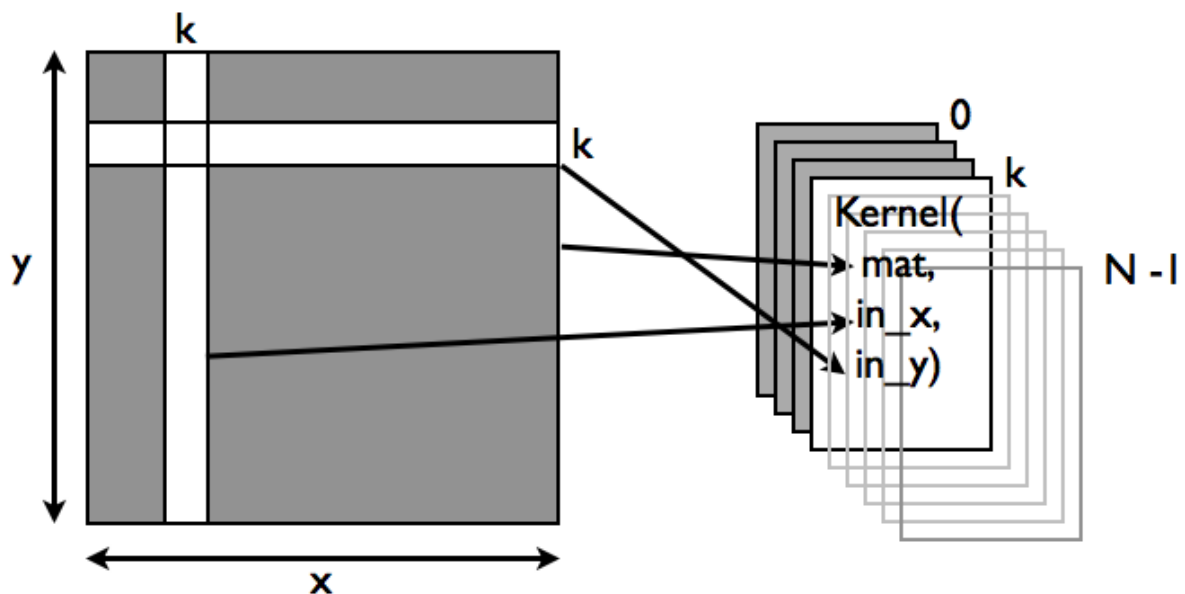 k
k
y
x
0
k
Kernel(
mat,
in_x,
in_y)
N -1